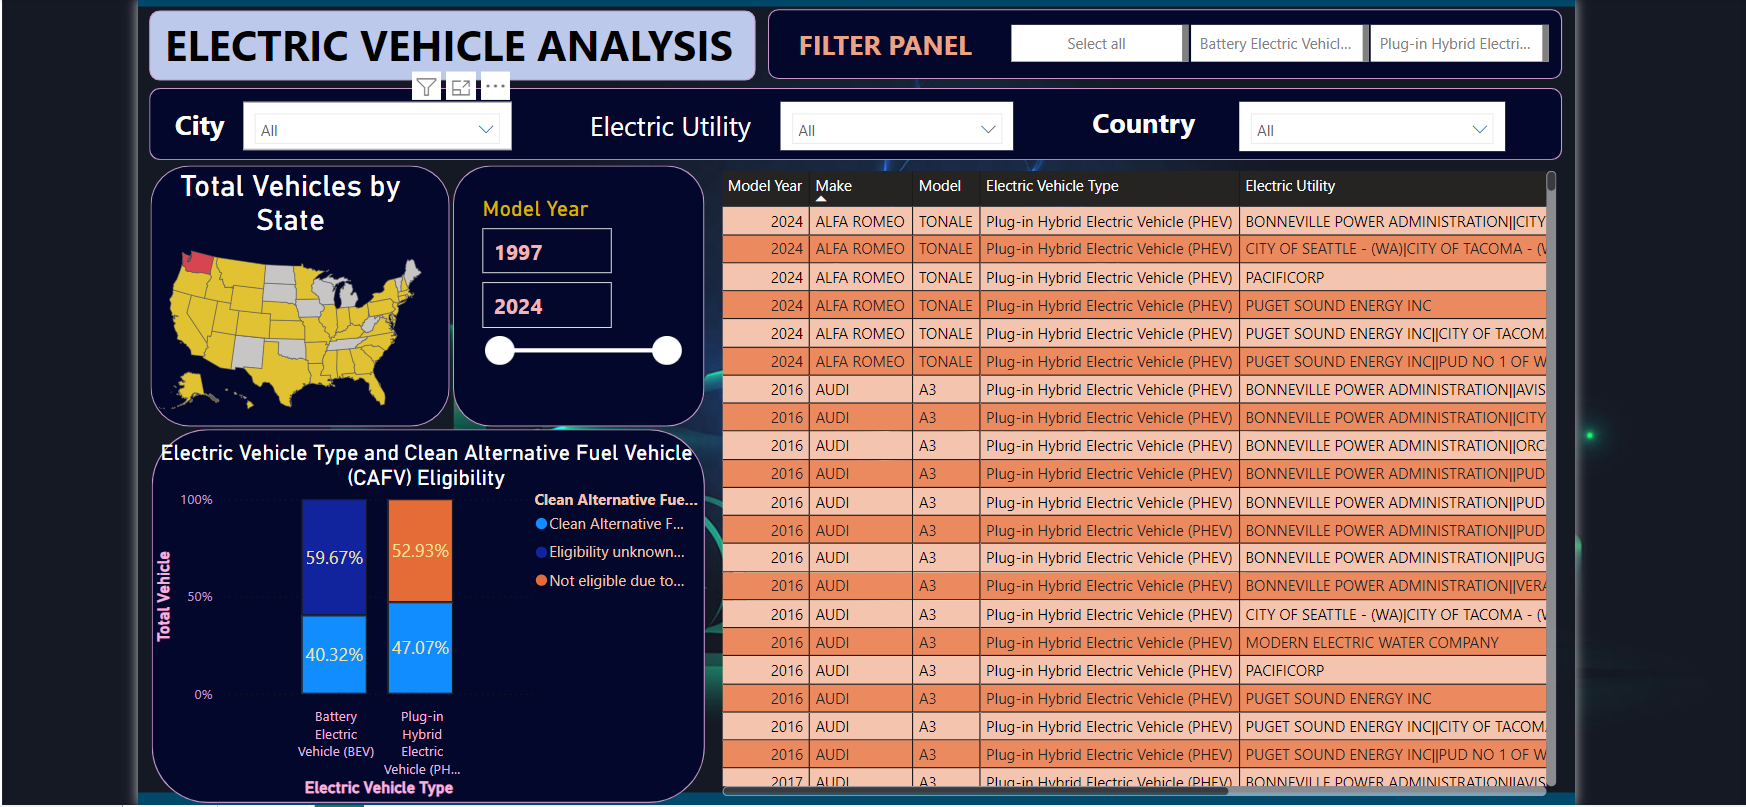 ELECTRIC VEHICLE ANALYSIS
FILTER PANEL
Select all
Battery Electric Vehicl...
Plug-in Hybrid Electri...
City
All
Electric Utility
All
Country
All
Total Vehicles by
State
Model Year
1997
2024
Electric Vehicle Type and Clean Alternative Fuel Vehicle
(CAFV) Eligibility
100%
50%
0%
Total Vehicle
59.67%
40.32%
52.93%
47.07%
Battery
Electric
Vehicle (BEV)
Plug-in
Hybrid
Electric
Vehicle (PH...
Electric Vehicle Type
Clean Alternative Fue...
Clean Alternative F...
Eligibility unknown...
Not eligible due to...
Model Year Make Model Electric Vehicle Type Electric Utility
2024 ALFA ROMEO TONALE Plug-in Hybrid Electric Vehicle (PHEV) BONNEVILLE POWER ADMINISTRATION||CITY
2024 ALFA ROMEO TONALE Plug-in Hybrid Electric Vehicle (PHEV) CITY OF SEATTLE - (WA)|CITY OF TACOMA - (W
2024 ALFA ROMEO TONALE Plug-in Hybrid Electric Vehicle (PHEV) PACIFICORP
2024 ALFA ROMEO TONALE Plug-in Hybrid Electric Vehicle (PHEV) PUGET SOUND ENERGY INC
2024 ALFA ROMEO TONALE Plug-in Hybrid Electric Vehicle (PHEV) PUGET SOUND ENERGY INC||CITY OF TACOMA
2024 ALFA ROMEO TONALE Plug-in Hybrid Electric Vehicle (PHEV) PUGET SOUND ENERGY INC||PUD NO 1 OF W
2016 AUDI A3 Plug-in Hybrid Electric Vehicle (PHEV) BONNEVILLE POWER ADMINISTRATION||AVIS
2016 AUDI A3 Plug-in Hybrid Electric Vehicle (PHEV) BONNEVILLE POWER ADMINISTRATION||CITY
2016 AUDI A3 Plug-in Hybrid Electric Vehicle (PHEV) BONNEVILLE POWER ADMINISTRATION||ORC
2016 AUDI A3 Plug-in Hybrid Electric Vehicle (PHEV) BONNEVILLE POWER ADMINISTRATION||PUD
2016 AUDI A3 Plug-in Hybrid Electric Vehicle (PHEV) BONNEVILLE POWER ADMINISTRATION||PUD
2016 AUDI A3 Plug-in Hybrid Electric Vehicle (PHEV) BONNEVILLE POWER ADMINISTRATION||PUD
2016 AUDI A3 Plug-in Hybrid Electric Vehicle (PHEV) BONNEVILLE POWER ADMINISTRATION||PUG
2016 AUDI A3 Plug-in Hybrid Electric Vehicle (PHEV) BONNEVILLE POWER ADMINISTRATION||VERA
2016 AUDI A3 Plug-in Hybrid Electric Vehicle (PHEV) CITY OF SEATTLE - (WA)|CITY OF TACOMA - (W
2016 AUDI A3 Plug-in Hybrid Electric Vehicle (PHEV) MODERN ELECTRIC WATER COMPANY
2016 AUDI A3 Plug-in Hybrid Electric Vehicle (PHEV) PACIFICORP
2016 AUDI A3 Plug-in Hybrid Electric Vehicle (PHEV) PUGET SOUND ENERGY INC
2016 AUDI A3 Plug-in Hybrid Electric Vehicle (PHEV) PUGET SOUND ENERGY INC||CITY OF TACOM
2016 AUDI A3 Plug-in Hybrid Electric Vehicle (PHEV) PUGET SOUND ENERGY INC||PUD NO 1 OF W
2017 AUDI A3 Plug-in Hybrid Electric Vehicle (PHEV) BONNEVILLE POWER ADMINISTRATION||AVIS